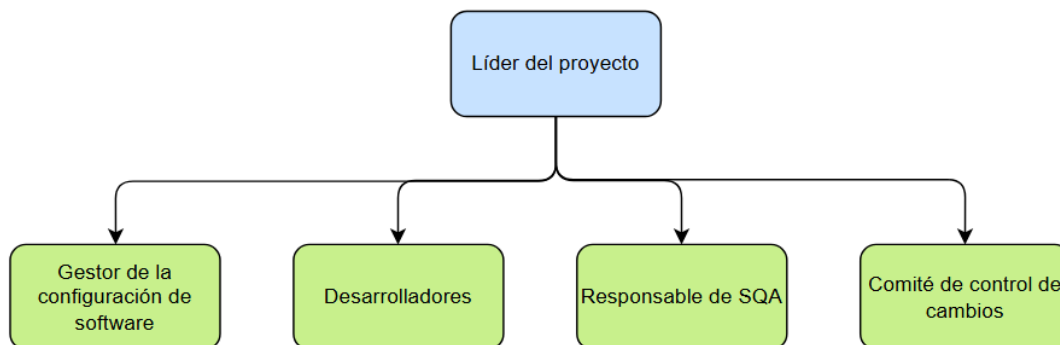 Líder del proyecto
Gestor de la
configuración de
software
Desarrolladores
Responsable de SQA
Comité de control de
cambios